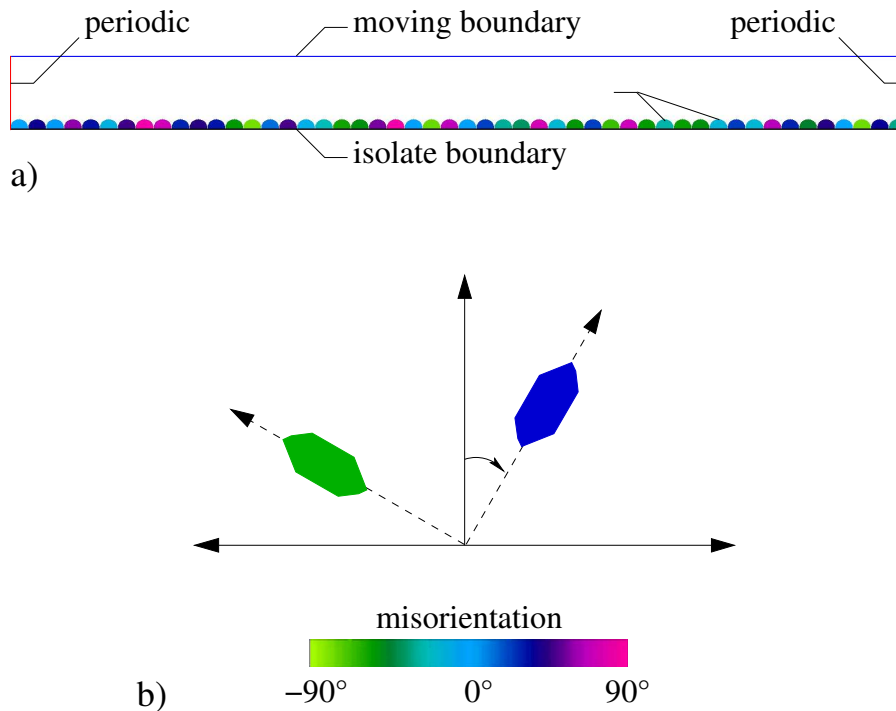 periodic moving boundary periodic
isolate boundary
a)
misorientation
b) −90° 0° 90°